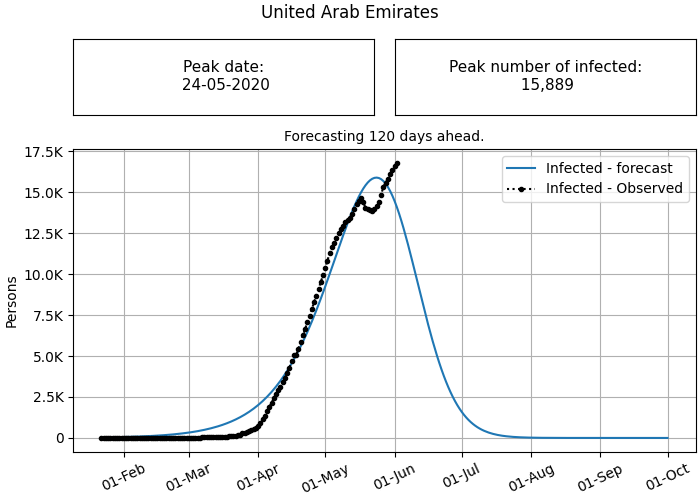 United Arab Emirates
Peak date:
24-05-2020
Peak number of infected:
15,889
Forecasting 120 days ahead.
Infected - forecast
Infected - Observed
17.5K
15.0K
12.5K
10.0K
7.5K
5.0K
2.5K
0
Persons
01-Feb
01-Mar
01-Apr
01-May
01-Jun
01-Jul
01-Aug
01-Sep
01-Oct